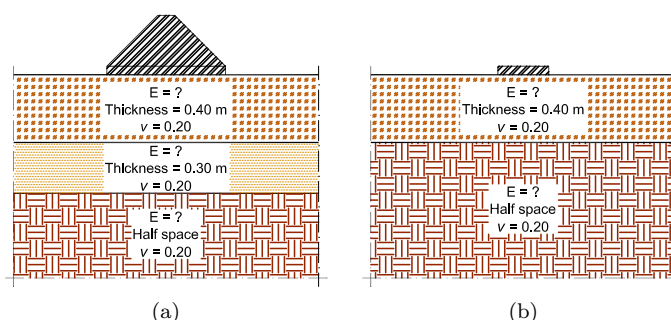 E = ?
Thickness = 0.40 m
ν = 0.20
E = ?
Thickness = 0.30 m
ν = 0.20
E = ?
Half space
ν = 0.20
(a)
E = ?
Thickness = 0.40 m
ν = 0.20
E = ?
Half space
ν = 0.20
(b)